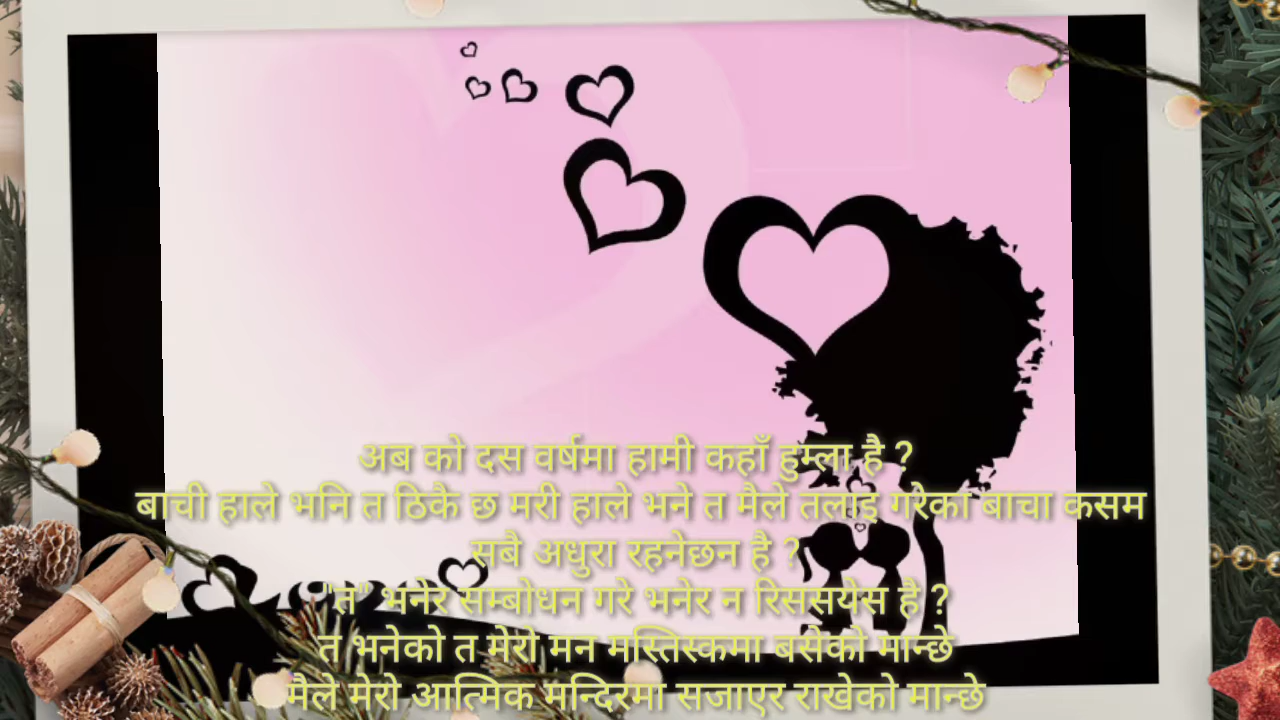 अब को दस वर्षमा हामी कहाँ हुम्ला है ?
बाची हाले भनि त ठिकै छ मरी हाले भने त मैले तलाइ गरेका बाचा कसम
सबै अधुरा रहनेछन है ?
"त" भनेर सम्बोधन गरे भनेर न रिससयेस है ?
त भनेको त मेरो मन मस्तिस्कमा बसेको मान्छे
मैले मेरो आत्मिक मन्दिरमा सजाएर राखेको मान्छे